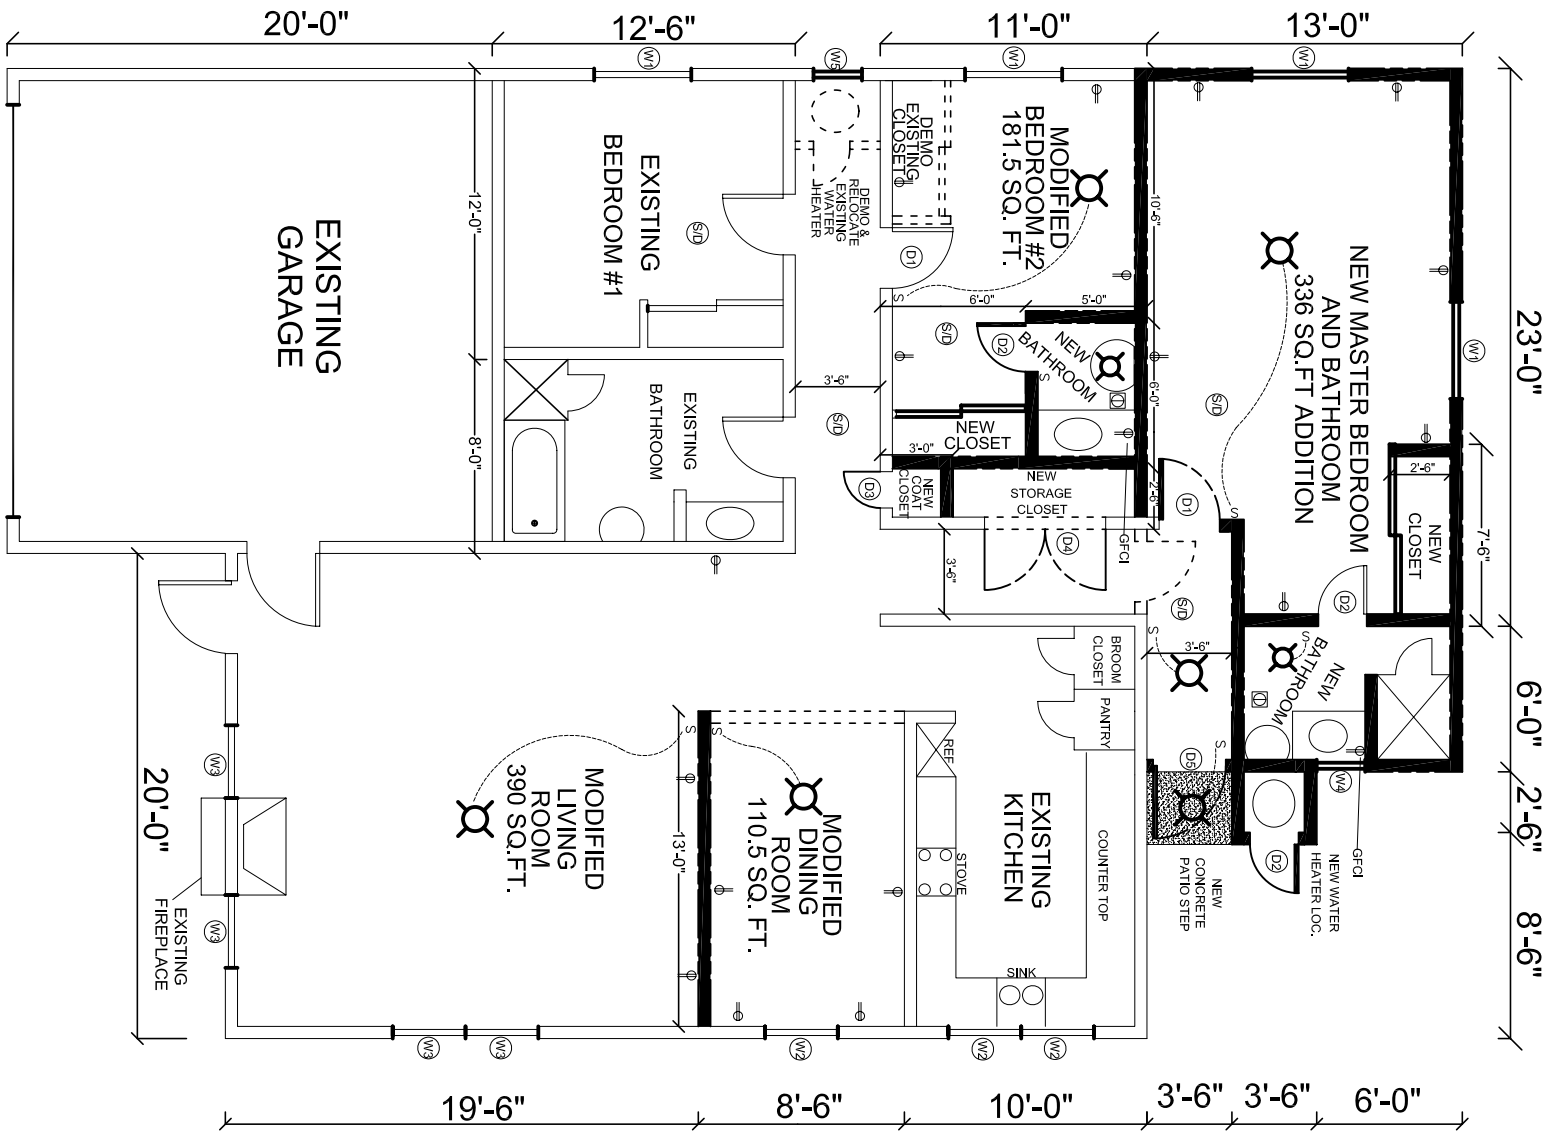 20'-0"
12'-6"
11'-0"
13'-0"
W1
W5
W1
W1
EXISTING
GARAGE
12'-0"
8'-0"
EXISTING
BEDROOM #1
S/D
EXISTING
BATHROOM
DEMO &
RELOCATE
EXISTING
WATER
HEATER
DEMO
EXISTING
CLOSET
MODIFIED
BEDROOM #2
181.5 SQ. FT.
D1
S
6'-0"
5'-0"
10'-6"
S/D
D2
NEW
BATHROOM
S
6'-0"
3'-6"
S/D
NEW
CLOSET
3'-0"
D3
NEW
COAT
CLOSET
NEW
STORAGE
CLOSET
2'-6"
GFCI
D4
3'-6"
NEW MASTER BEDROOM
AND BATHROOM
336 SQ.FT ADDITION
S/D
W1
23'-0"
2'-6"
NEW
CLOSET
7'-6"
D1
S
D2
S/D
S
3'-6"
S
NEW
BATHROOM
BROOM
CLOSET
PANTRY
6'-0"
2'-6"
8'-6"
D5
S
W4
GFCI
D2
NEW WATER
HEATER LOC.
NEW
CONCRETE
PATIO STEP
REF
STOVE
EXISTING
KITCHEN
COUNTER TOP
SINK
S
S
13'-0"
MODIFIED
DINING
ROOM
110.5 SQ. FT.
MODIFIED
LIVING
ROOM
390 SQ.FT.
W3
W3
EXISTING
FIREPLACE
20'-0"
W3
W3
W2
W2
W2
19'-6"
8'-6"
10'-0"
3'-6"
3'-6"
6'-0"